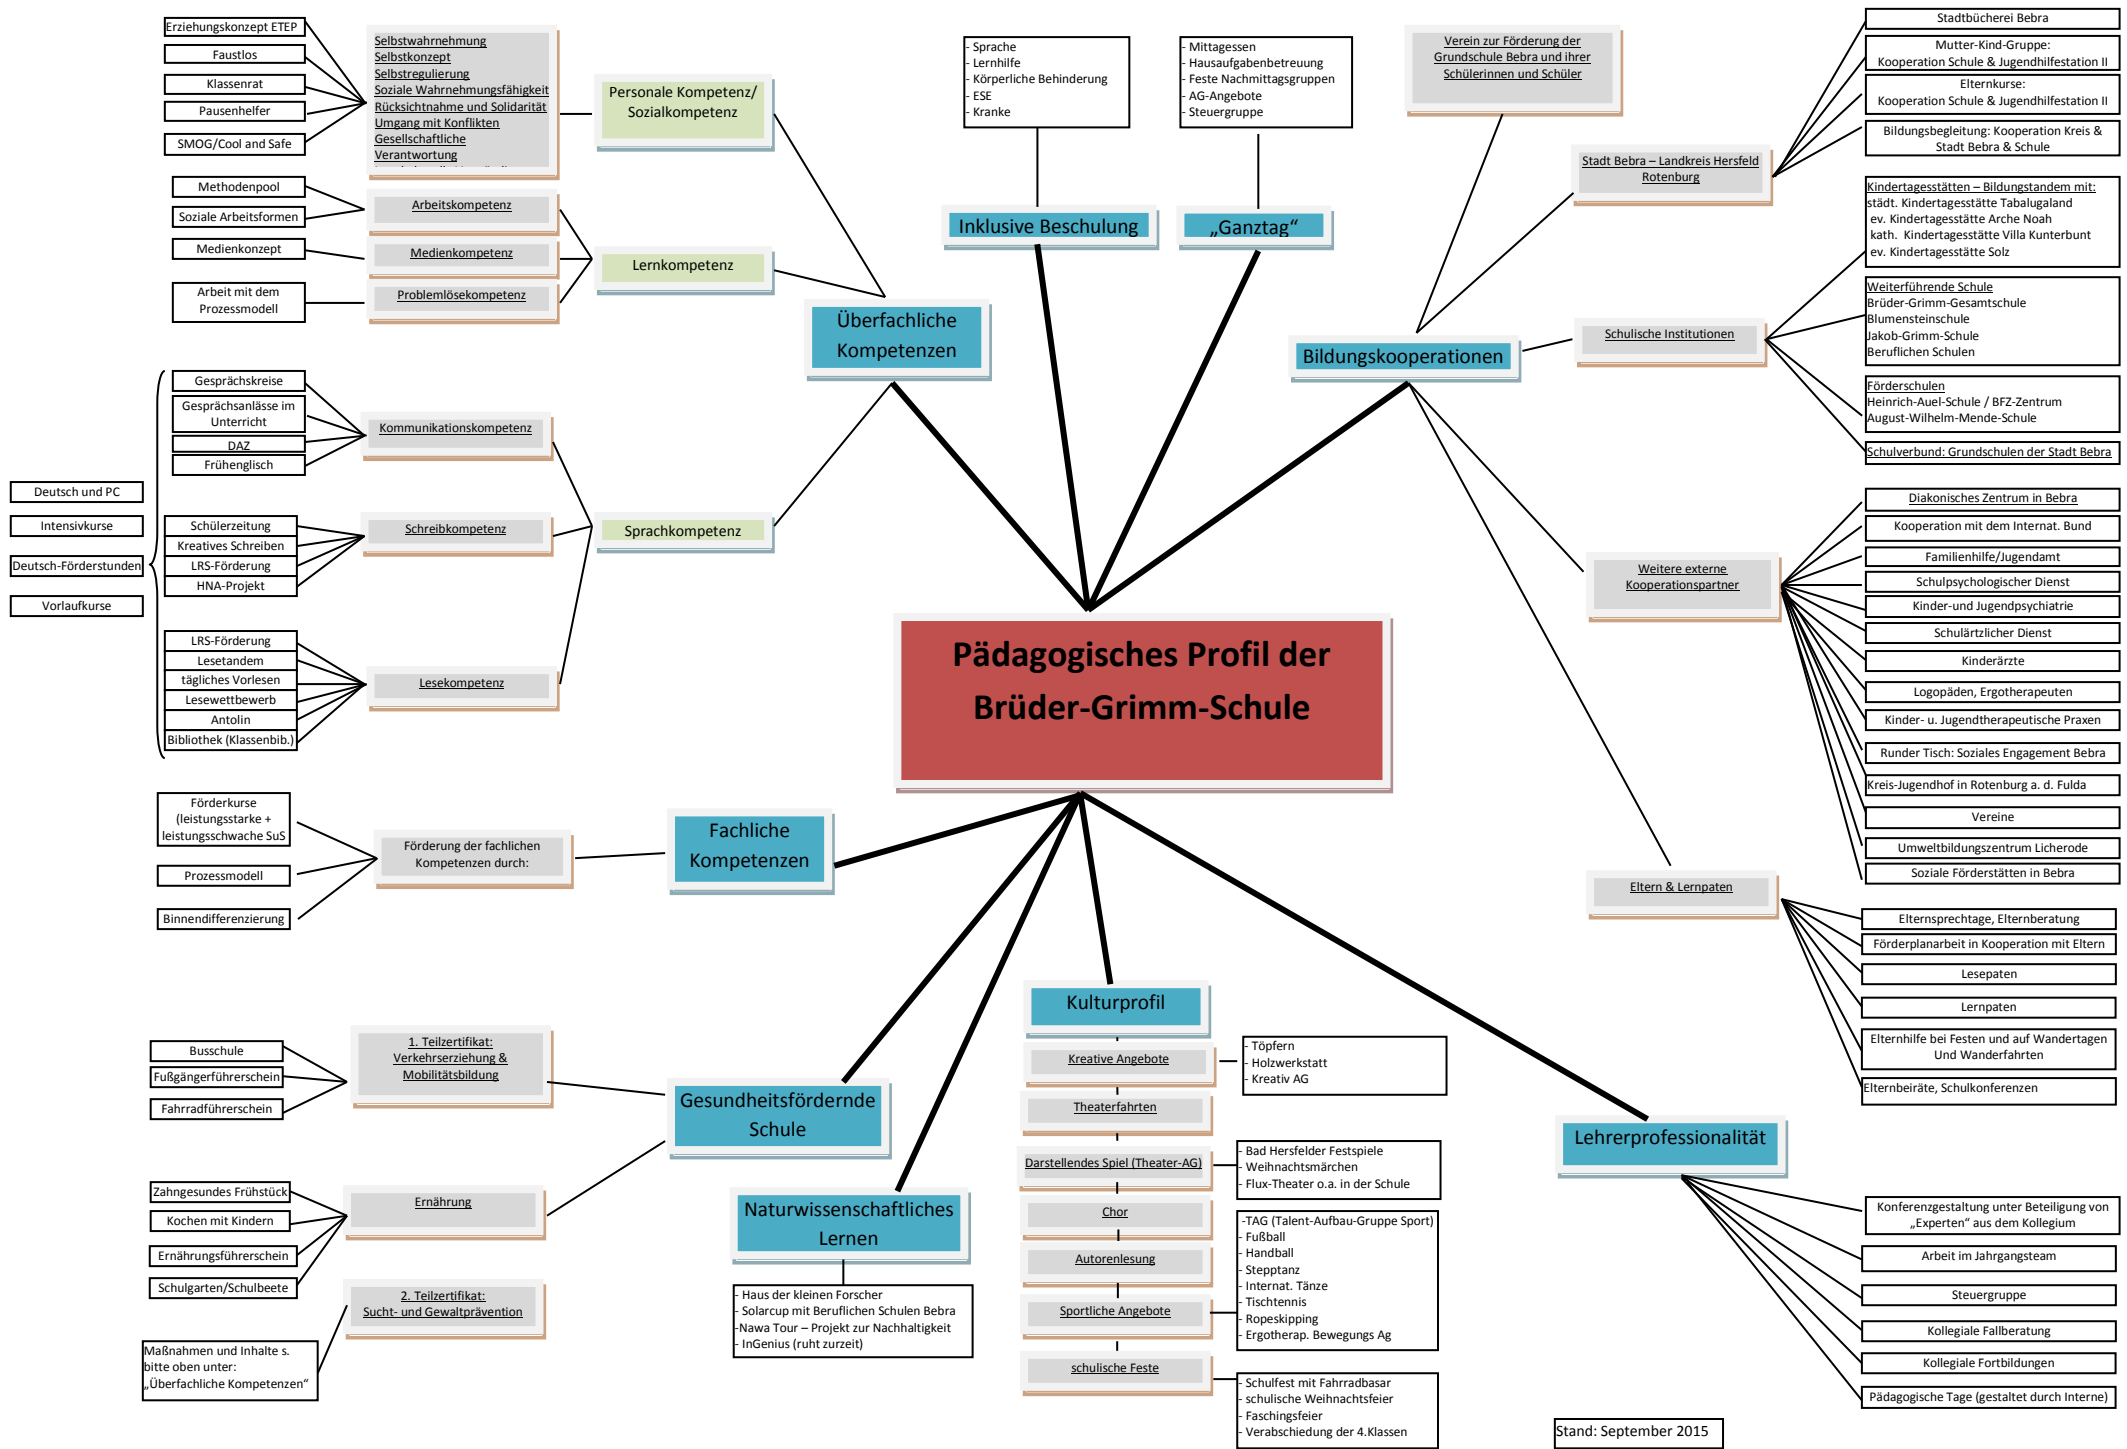 Erziehungskonzept ETEP
Faustlos
Klassenrat
Pausenhelfer
SMOG/Cool and Safe
Selbstwahrnehmung
Selbstkonzept
Selbstregulierung
Soziale Wahrnehmungsfähigkeit
Rücksichtnahme und Solidarität
Umgang mit Konflikten
Gesellschaftliche
Verantwortung
Personale Kompetenz/
Sozialkompetenz
Methodenpool
Soziale Arbeitsformen
Medienkonzept
Arbeit mit dem
Prozessmodell
Arbeitskompetenz
Medienkompetenz
Problemlösekompetenz
Lernkompetenz
Überfachliche
Kompetenzen
- Sprache
- Lernhilfe
- Körperliche Behinderung
- ESE
- Kranke
Inklusive Beschulung
- Mittagessen
- Hausaufgabenbetreuung
- Feste Nachmittagsgruppen
- AG-Angebote
- Steuergruppe
„Ganztag“
Verein zur Förderung der
Grundschule Bebra und ihrer
Schülerinnen und Schüler
Stadt Bebra – Landkreis Hersfeld
Rotenburg
Stadtbücherei Bebra
Mutter-Kind-Gruppe:
Kooperation Schule & Jugendhilfestation II
Elternkurse:
Kooperation Schule & Jugendhilfestation II
Bildungsbegleitung: Kooperation Kreis &
Stadt Bebra & Schule
Kindertagesstätten – Bildungstandem mit:
städt. Kindertagesstätte Tabalugaland
ev. Kindertagesstätte Arche Noah
kath. Kindertagesstätte Villa Kunterbunt
ev. Kindertagesstätte Solz
Weiterführende Schule
Brüder-Grimm-Gesamtschule
Blumensteinschule
Jakob-Grimm-Schule
Beruflichen Schulen
Förderschulen
Heinrich-Auel-Schule / BFZ-Zentrum
August-Wilhelm-Mende-Schule
Schulverbund: Grundschulen der Stadt Bebra
Schulische Institutionen
Bildungskooperationen
Gesprächskreise
Gesprächsanlässe im
Unterricht
DAZ
Frühenglisch
Kommunikationskompetenz
Deutsch und PC
Intensivkurse
Deutsch-Förderstunden
Vorlaufkurse
Schülerzeitung
Kreatives Schreiben
LRS-Förderung
HNA-Projekt
Schreibkompetenz
Sprachkompetenz
LRS-Förderung
Lesetandem
tägliches Vorlesen
Lesewettbewerb
Antolin
Bibliothek (Klassenbib.)
Lesekompetenz
Pädagogisches Profil der
Brüder-Grimm-Schule
Weitere externe
Kooperationspartner
Diakonisches Zentrum in Bebra
Kooperation mit dem Internat. Bund
Familienhilfe/Jugendamt
Schulpsychologischer Dienst
Kinder-und Jugendpsychiatrie
Schulärtzlicher Dienst
Kinderärzte
Logopäden, Ergotherapeuten
Kinder- u. Jugendtherapeutische Praxen
Runder Tisch: Soziales Engagement Bebra
Kreis-Jugendhof in Rotenburg a. d. Fulda
Vereine
Umweltbildungszentrum Licherode
Soziale Förderstätten in Bebra
Eltern & Lernpaten
Elternsprechtage, Elternberatung
Förderplanarbeit in Kooperation mit Eltern
Lesepaten
Lernpaten
Elternhilfe bei Festen und auf Wandertagen
Und Wanderfahrten
Elternbeiräte, Schulkonferenzen
Förderkurse
(leistungsstarke +
leistungsschwache SuS
Prozessmodell
Binnendifferenzierung
Förderung der fachlichen
Kompetenzen durch:
Fachliche
Kompetenzen
Busschule
Fußgängerführerschein
Fahrradführerschein
1. Teilzertifikat:
Verkehrserziehung &
Mobilitätsbildung
Gesundheitsfördernde
Schule
Zahngesundes Frühstück
Kochen mit Kindern
Ernährungsführerschein
Schulgarten/Schulbeete
Ernährung
2. Teilzertifikat:
Sucht- und Gewaltprävention
Maßnahmen und Inhalte s.
bitte oben unter:
„Überfachliche Kompetenzen“
Naturwissenschaftliches
Lernen
- Haus der kleinen Forscher
- Solarcup mit Beruflichen Schulen Bebra
-Nawa Tour – Projekt zur Nachhaltigkeit
- InGenius (ruht zurzeit)
Kulturprofil
Kreative Angebote
- Töpfern
- Holzwerkstatt
- Kreativ AG
Theaterfahrten
Darstellendes Spiel (Theater-AG)
- Bad Hersfelder Festspiele
- Weihnachtsmärchen
- Flux-Theater o.a. in der Schule
Chor
Autorenlesung
Sportliche Angebote
-TAG (Talent-Aufbau-Gruppe Sport)
- Fußball
- Handball
- Stepptanz
- Internat. Tänze
- Tischtennis
- Ropeskipping
- Ergotherap. Bewegungs Ag
schulische Feste
- Schulfest mit Fahrradbasar
- schulische Weihnachtsfeier
- Faschingsfeier
- Verabschiedung der 4.Klassen
Lehrerprofessionalität
Konferenzgestaltung unter Beteiligung von
„Experten“ aus dem Kollegium
Arbeit im Jahrgangsteam
Steuergruppe
Kollegiale Fallberatung
Kollegiale Fortbildungen
Pädagogische Tage (gestaltet durch Interne)
Stand: September 2015